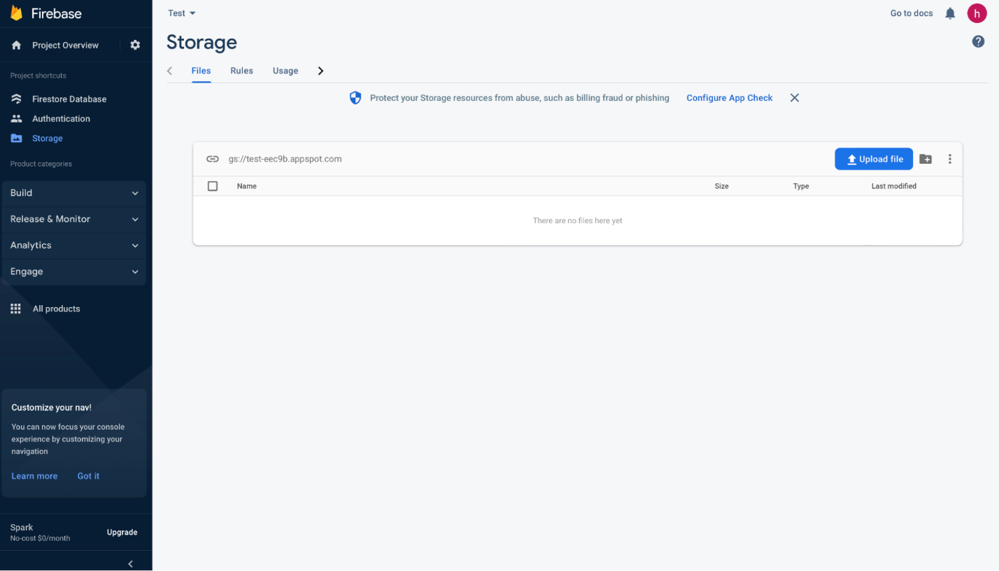 Firebase
Project Overview
Project shortcuts
Firestore Database
Authentication
Storage
Product categories
Build
Release & Monitor
Analytics
Engage
All products
Customize your nav!
You can now focus your console
experience by customizing your
navigation
Learn more Got it
Spark
No-cost $0/month
Upgrade
Test
Go to docs
h
Storage
?
Files Rules Usage
Protect your Storage resources from abuse, such as billing fraud or phishing Configure App Check
gs://test-eec9b.appspot.com
Upload file
Name Size Type Last modified
There are no files here yet